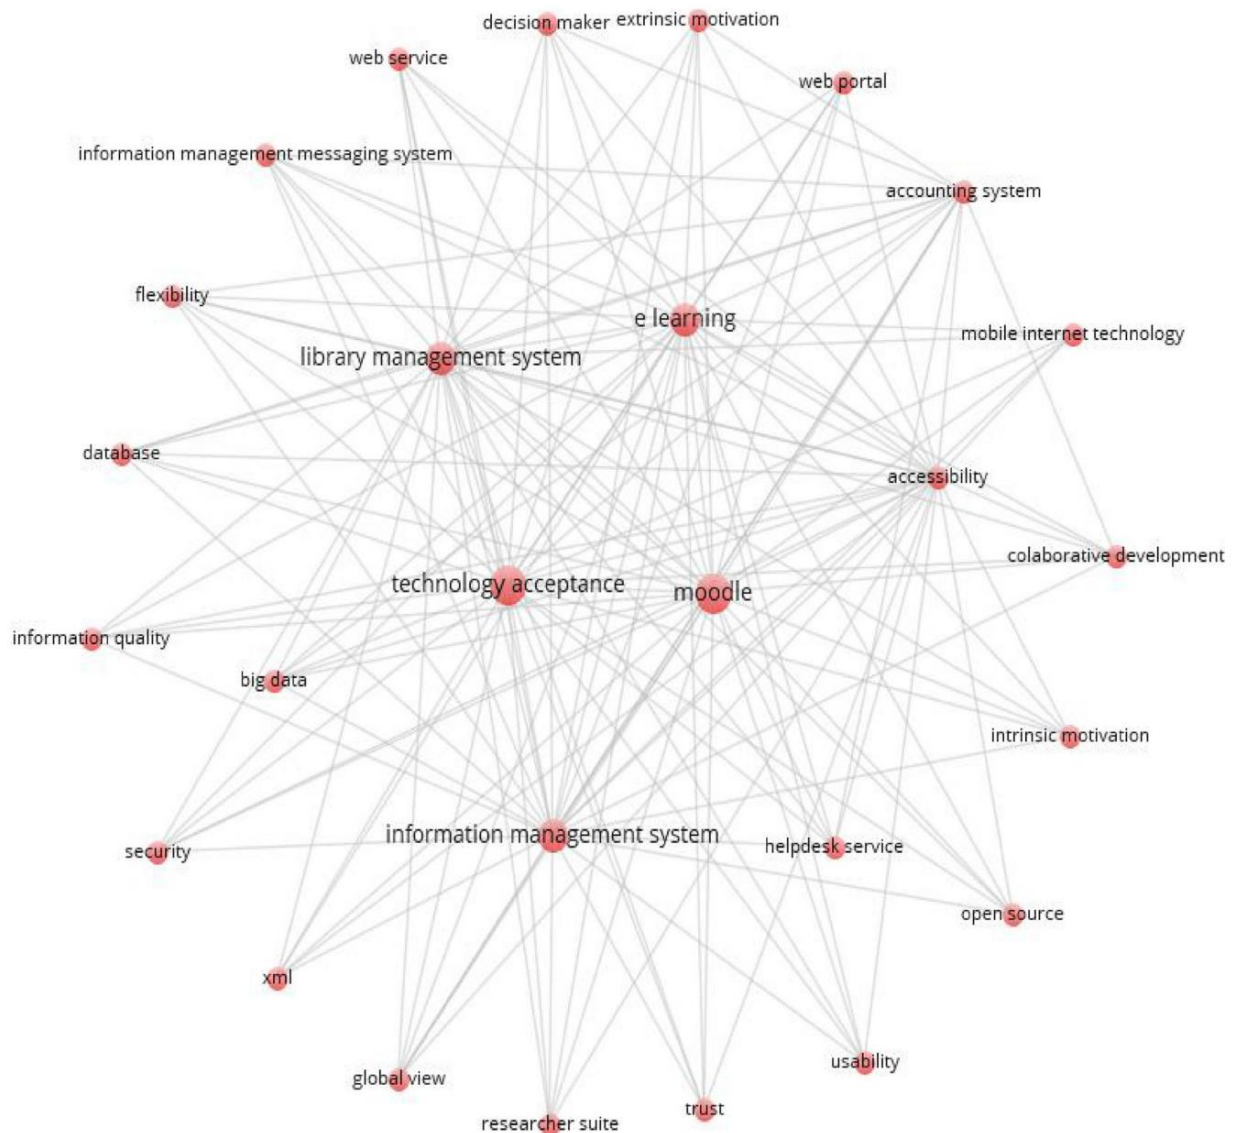 decision maker
extrinsic motivation
web service
web portal
information management messaging system
accounting system
flexibility
e learning
mobile internet technology
library management system
database
accessibility
colaborative development
technology acceptance
moodle
information quality
big data
intrinsic motivation
information management system
helpdesk service
security
open source
xml
usability
global view
trust
researcher suite